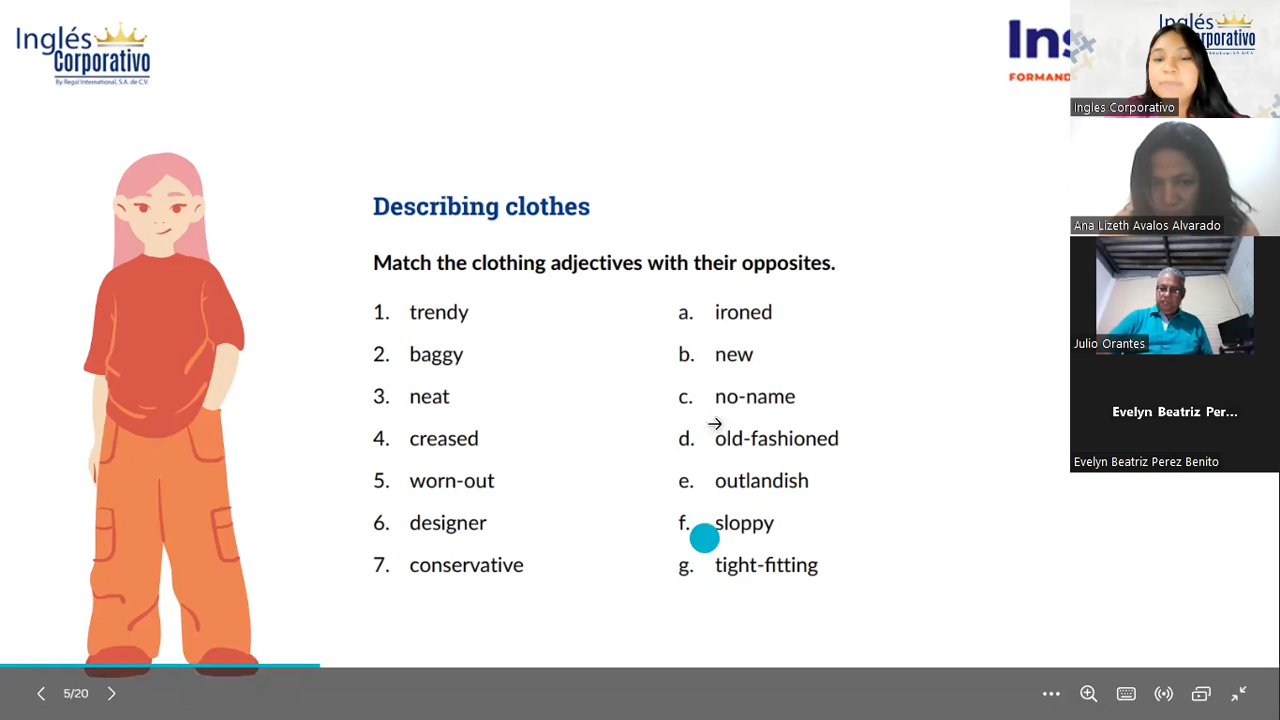 Inglés
Corporativo
By Regal International, S.A. de C.V.
Ins
FORMAND
Describing clothes
Match the clothing adjectives with their opposites.
1. trendy
a. ironed
2. baggy
b. new
3. neat
c. no-name
4. creased
d. old-fashioned
5. worn-out
e. outlandish
6. designer
f. sloppy
7. conservative
g. tight-fitting
5/20
Inglés
Corporativo
Ingles Corporativo
Ana Lizeth Avalos Alvarado
Julio Orantes
Evelyn Beatriz Per...
Evelyn Beatriz Perez Benito